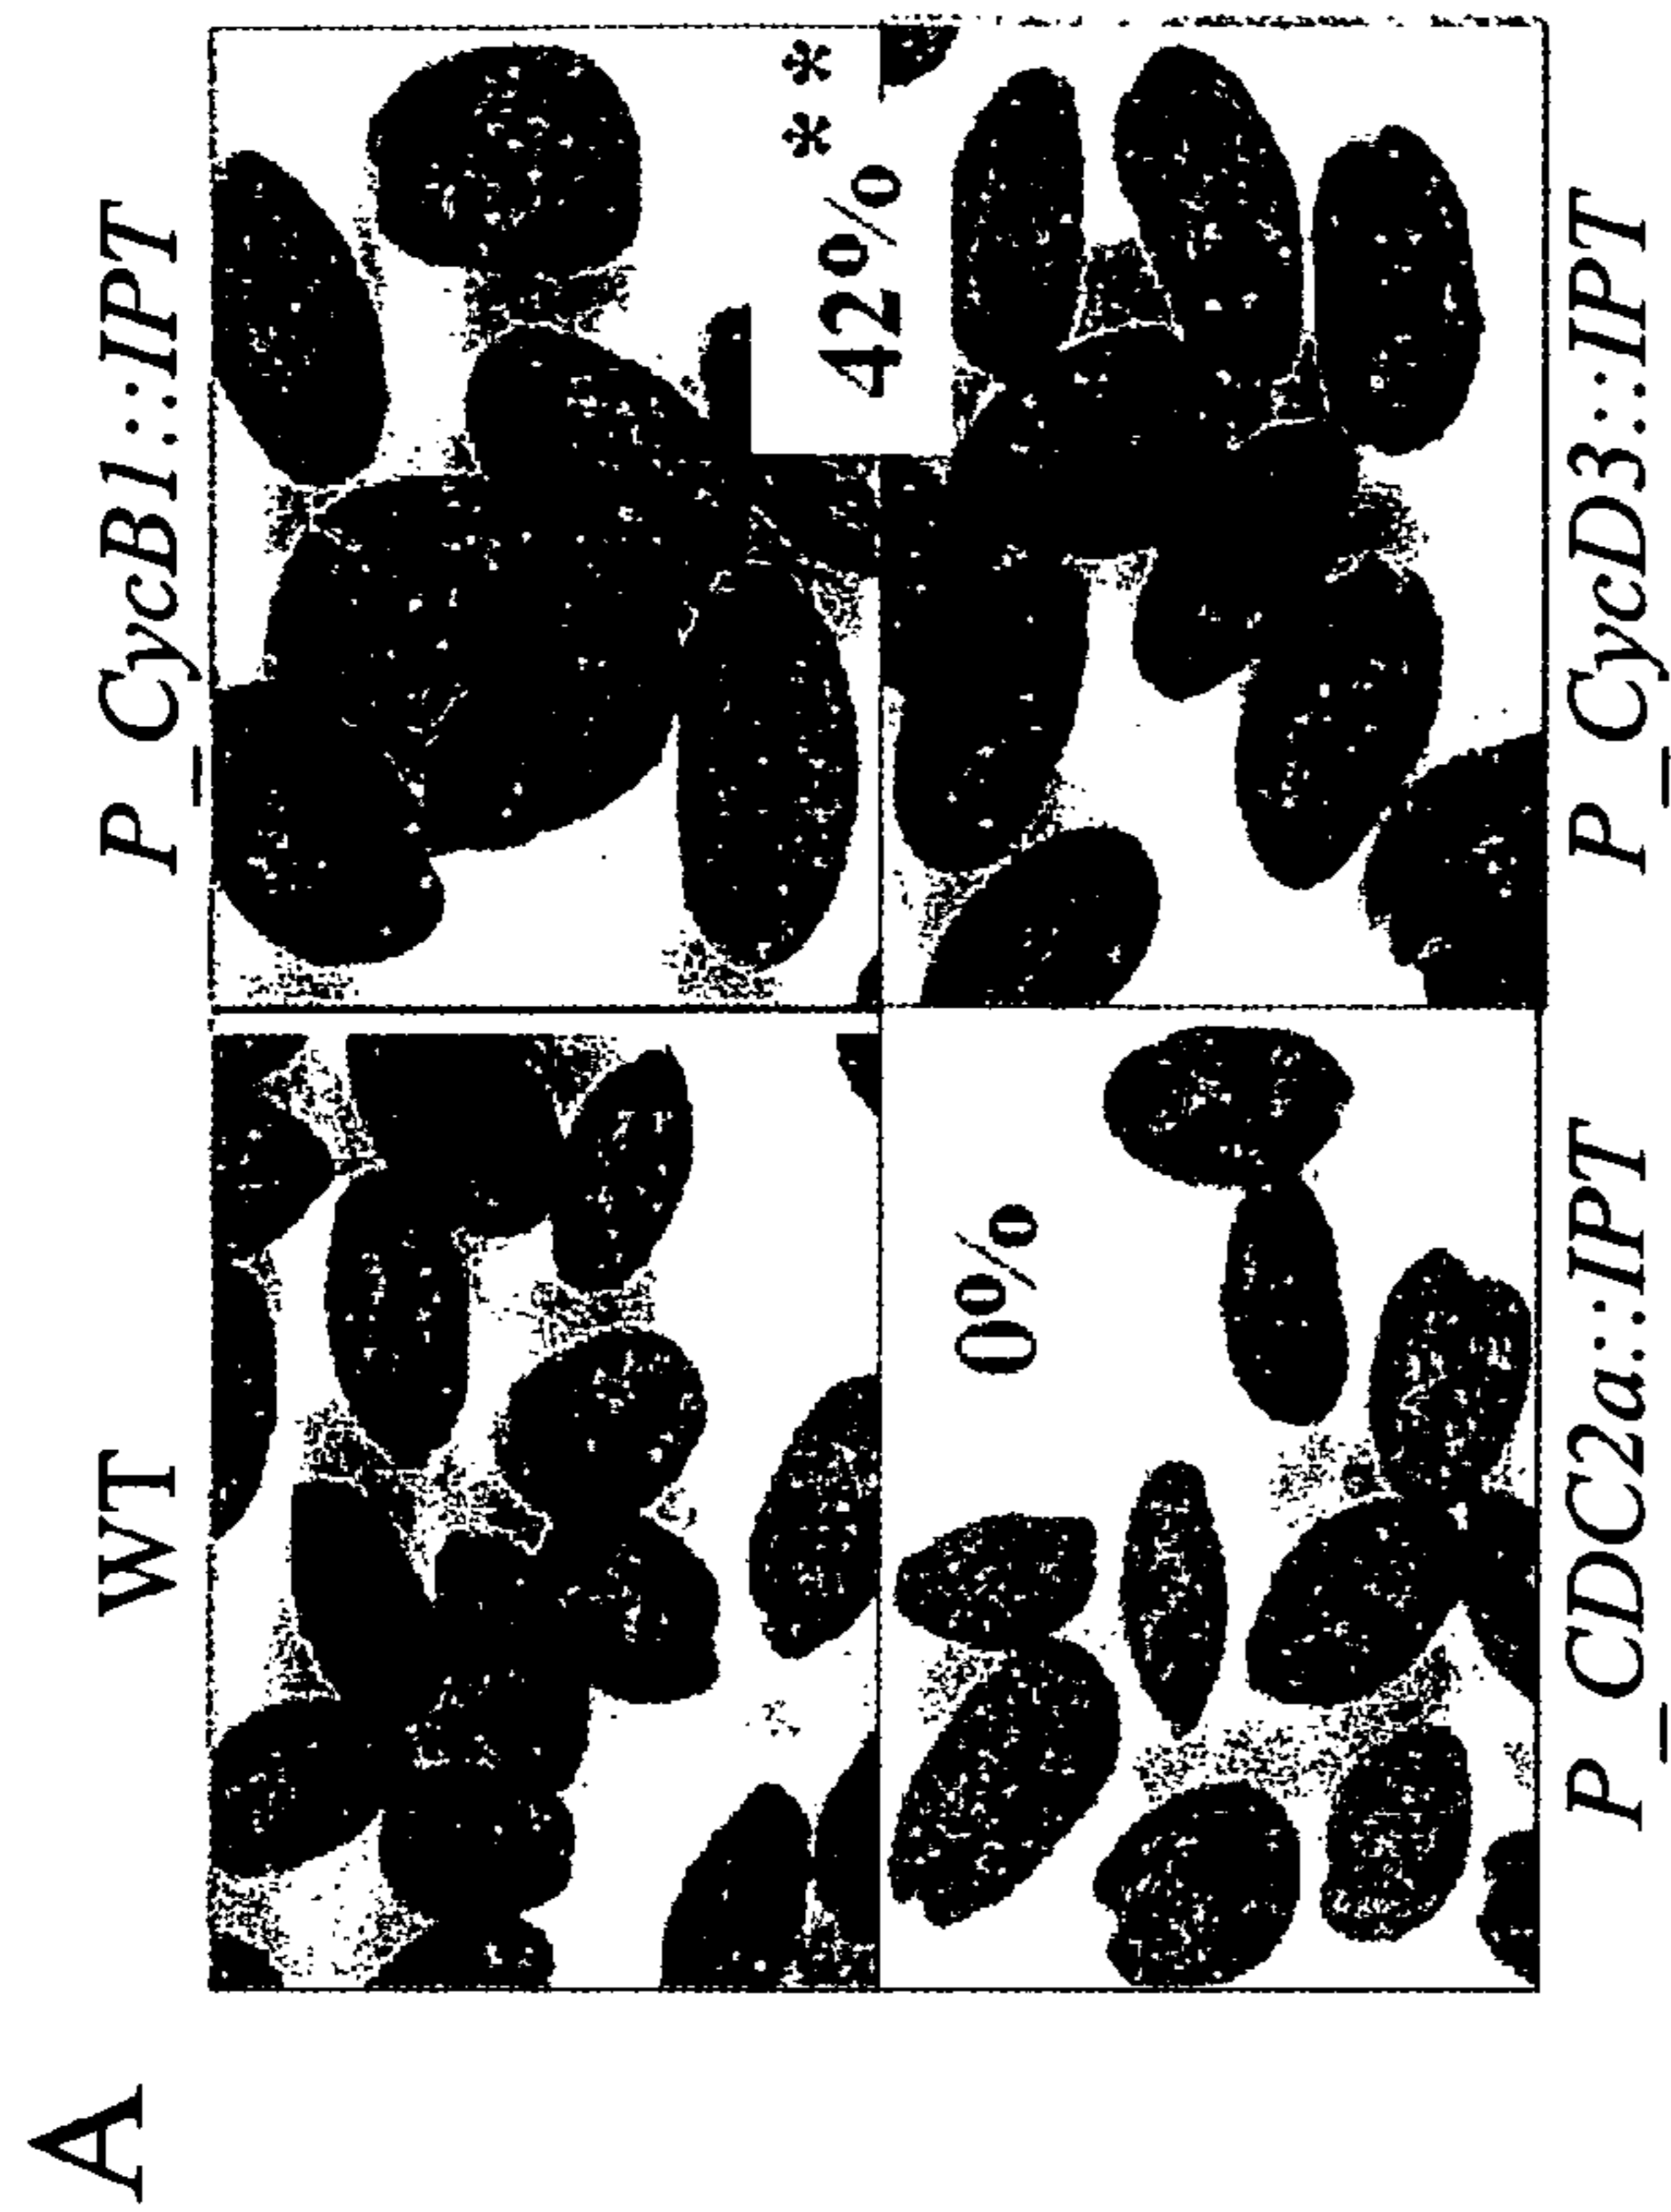 A
WT
P_CycB1::IPT
42%
**
0%
P_CDC2a::IPT
P_CycD3::IPT